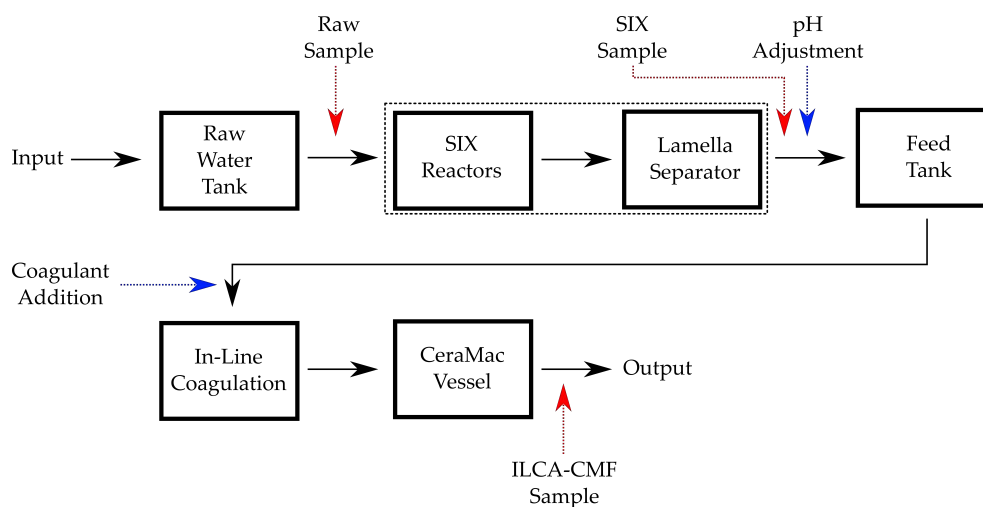 Raw
Sample
SIX
Sample
pH
Adjustment
Input
Raw
Water
Tank
SIX
Reactors
Lamella
Separator
Feed
Tank
Coagulant
Addition
In-Line
Coagulation
CeraMac
Vessel
Output
ILCA-CMF
Sample